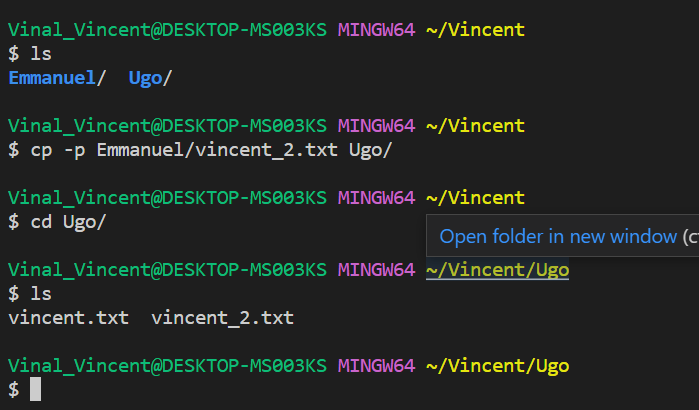 Vinal_Vincent@DESKTOP-MS003KS MINGW64 ~/Vincent
$ ls
Emmanuel/  Ugo/
Vinal_Vincent@DESKTOP-MS003KS MINGW64 ~/Vincent
$ cp -p Emmanuel/vincent_2.txt Ugo/
Vinal_Vincent@DESKTOP-MS003KS MINGW64 ~/Vincent
$ cd Ugo/
Open folder in new window
Vinal_Vincent@DESKTOP-MS003KS MINGW64 ~/Vincent/Ugo
$ ls
vincent.txt  vincent_2.txt
Vinal_Vincent@DESKTOP-MS003KS MINGW64 ~/Vincent/Ugo
$